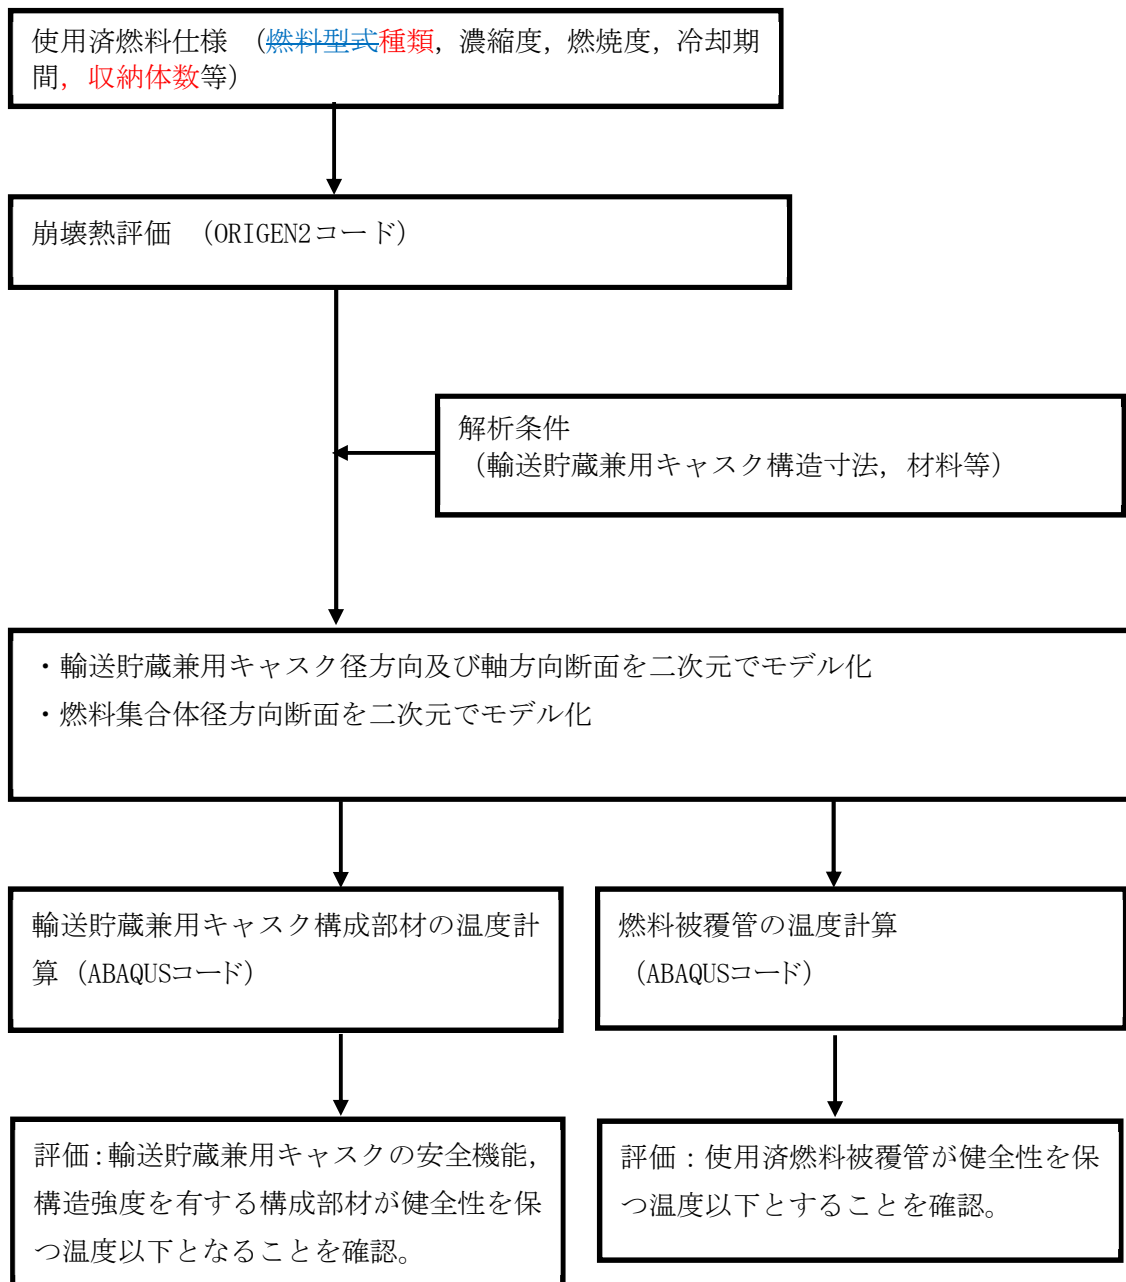 使用済燃料仕様 （燃料型式種類，濃縮度，燃焼度，冷却期
間，収納体数等）
崩壊熱評価 （ORIGEN2コード）
解析条件
（輸送貯蔵兼用キャスク構造寸法，材料等）
・輸送貯蔵兼用キャスク径方向及び軸方向断面を二次元でモデル化
・燃料集合体径方向断面を二次元でモデル化
輸送貯蔵兼用キャスク構成部材の温度計
算（ABAQUSコード）
燃料被覆管の温度計算
（ABAQUSコード）
評価：輸送貯蔵兼用キャスクの安全機能，
構造強度を有する構成部材が健全性を保
つ温度以下となることを確認。
評価：使用済燃料被覆管が健全性を保
つ温度以下とすることを確認。